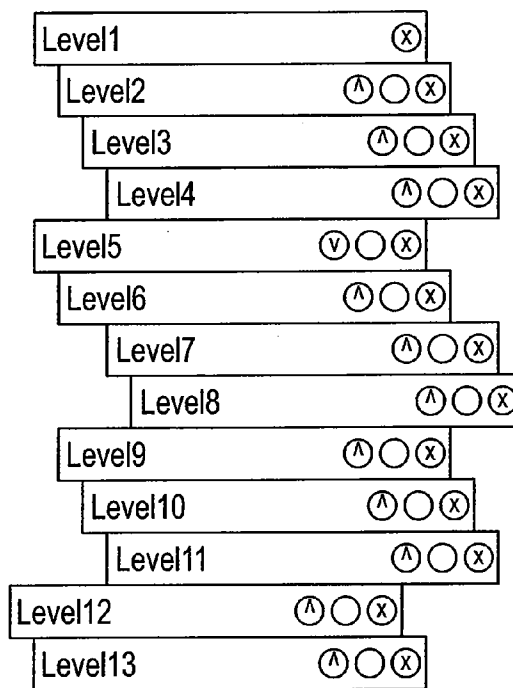 Level1 X
Level2 ^ X
Level3 ^ X
Level4 ^ X
Level5 v X
Level6 ^ X
Level7 ^ X
Level8 ^ X
Level9 ^ X
Level10 ^ X
Level11 ^ X
Level12 ^ X
Level13 ^ X